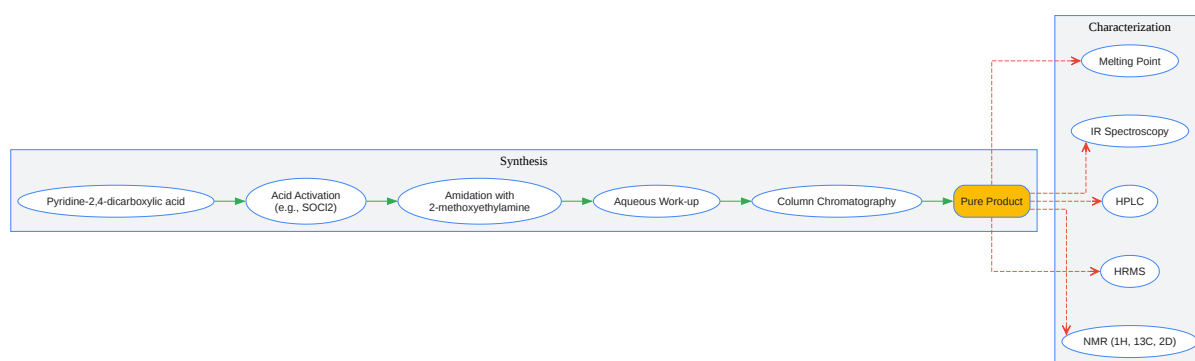 Synthesis
Pyridine-2,4-dicarboxylic acid
Acid Activation
(e.g., SOCl2)
Amidation with
2-methoxyethylamine
Aqueous Work-up
Column Chromatography
Pure Product
Characterization
Melting Point
IR Spectroscopy
HPLC
HRMS
NMR (1H, 13C, 2D)